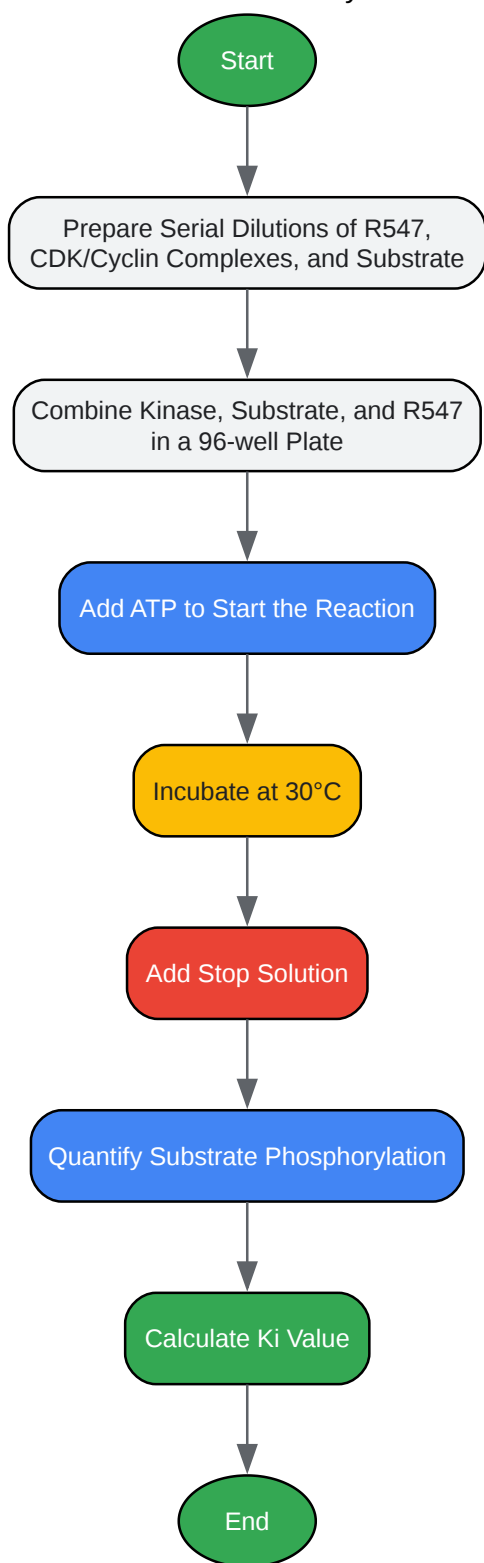 Start
Prepare Serial Dilutions of R547,
CDK/Cyclin Complexes, and Substrate
Combine Kinase, Substrate, and R547
in a 96-well Plate
Add ATP to Start the Reaction
Incubate at 30°C
Add Stop Solution
Quantify Substrate Phosphorylation
Calculate Ki Value
End